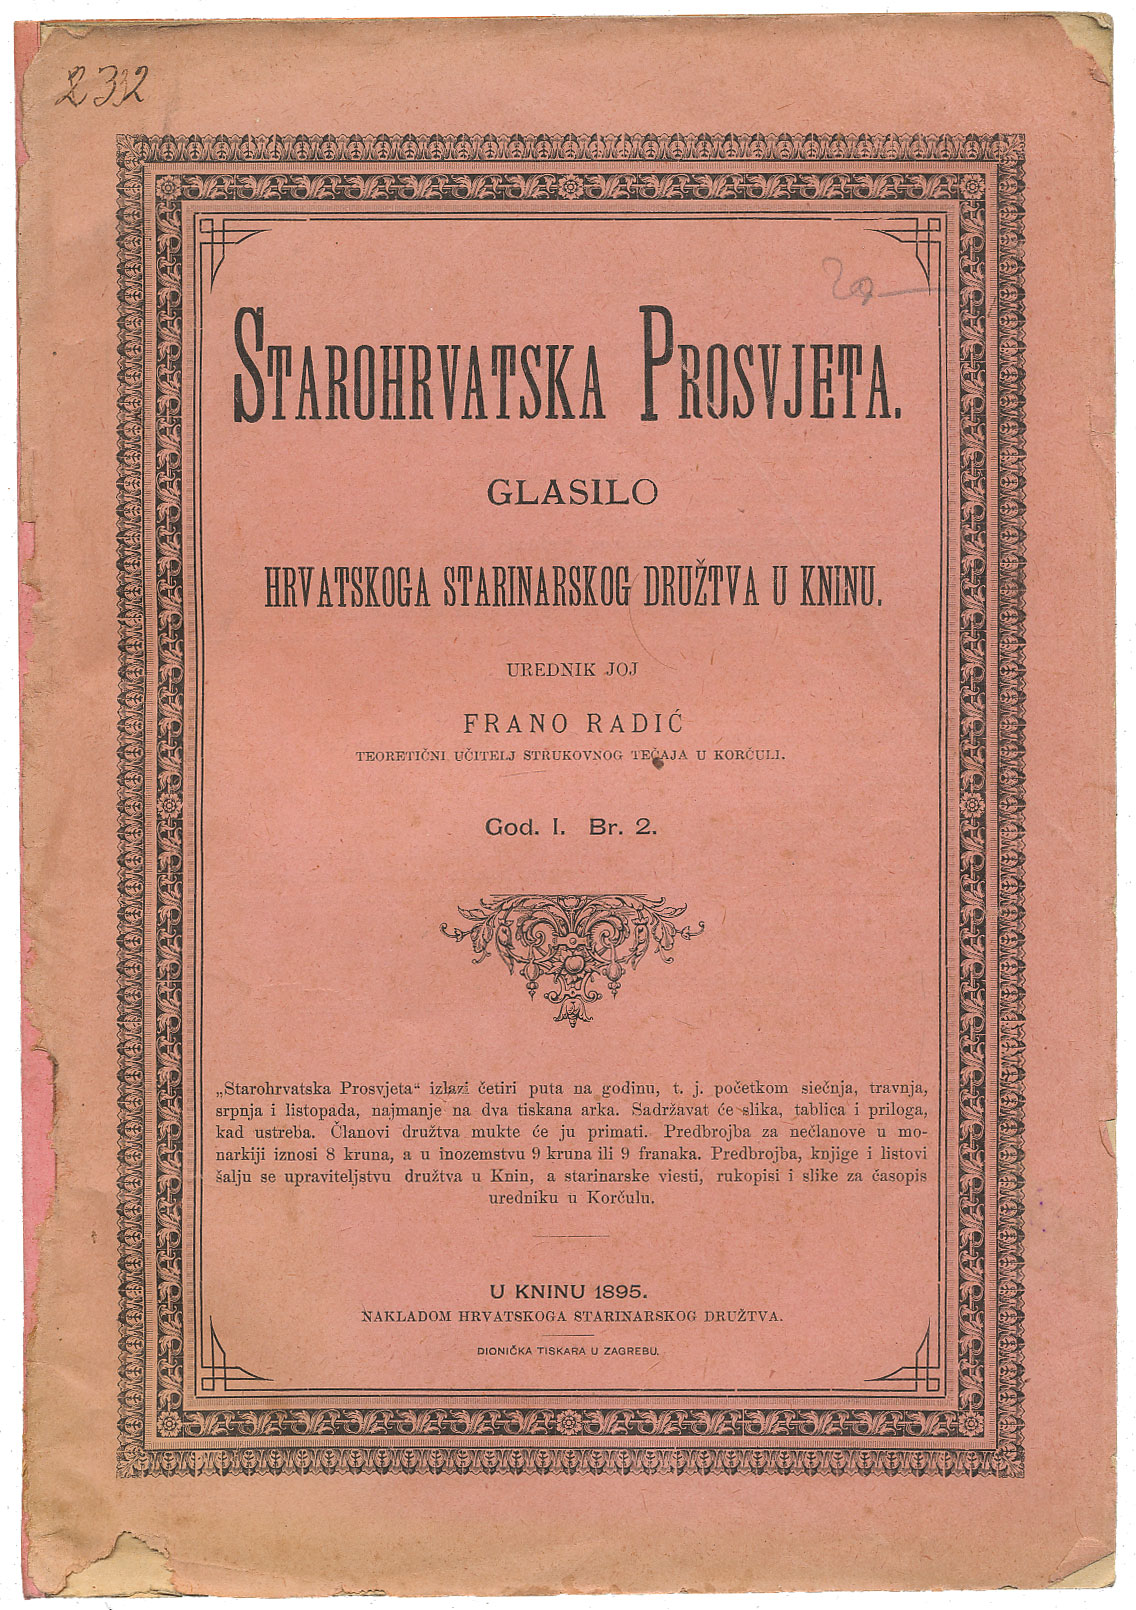 2332
STAROHRVATSKA PROSVJETA.
GLASILO
HRVATSKOGA STARINARSKOG DRUŽTVA U KNINU.
UREDNIK JOJ
FRANO RADIĆ
TEORETIČNI UČITELJ STRUKOVNOG TEČAJA U KORČULI.
God. I. Br. 2.
„Starohrvatska Prosvjeta“ izlazi četiri puta na godinu, t. j. početkom siečnja, travnja,
srpnja i listopada, najmanje na dva tiskana arka. Sadržavat će slika, tablica i priloga,
kad ustreba. Članovi družtva mukte će ju primati. Predbrojba za nečlanove u mo-
narkiji iznosi 8 kruna, a u inozemstvu 9 kruna ili 9 franaka. Predbrojba, knjige i listovi
šalju se upraviteljstvu družtva u Knin, a starinarske viesti, rukopisi i slike za časopis
uredniku u Korčulu.
U KNINU 1895.
NAKLADOM HRVATSKOGA STARINARSKOG DRUŽTVA.
DIONIČKA TISKARA U ZAGREBU.